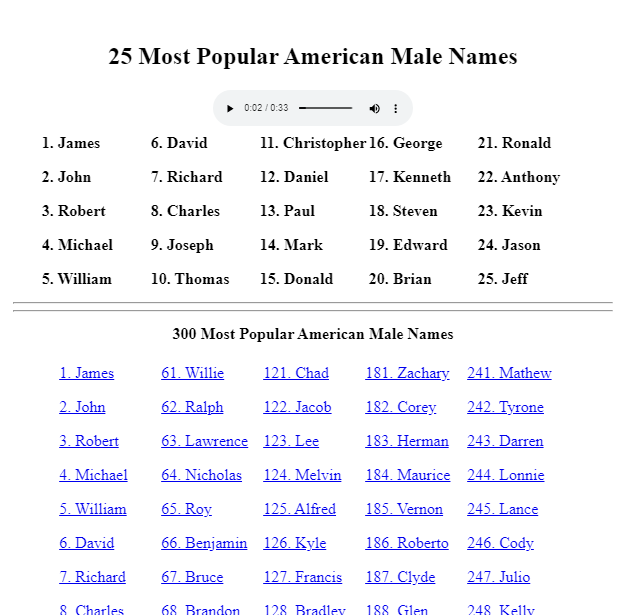 25 Most Popular American Male Names
0:02 / 0:33
1. James 6. David 11. Christopher 16. George 21. Ronald
2. John 7. Richard 12. Daniel 17. Kenneth 22. Anthony
3. Robert 8. Charles 13. Paul 18. Steven 23. Kevin
4. Michael 9. Joseph 14. Mark 19. Edward 24. Jason
5. William 10. Thomas 15. Donald 20. Brian 25. Jeff
300 Most Popular American Male Names
1. James 61. Willie 121. Chad 181. Zachary 241. Mathew
2. John 62. Ralph 122. Jacob 182. Corey 242. Tyrone
3. Robert 63. Lawrence 123. Lee 183. Herman 243. Darren
4. Michael 64. Nicholas 124. Melvin 184. Maurice 244. Lonnie
5. William 65. Roy 125. Alfred 185. Vernon 245. Lance
6. David 66. Benjamin 126. Kyle 186. Roberto 246. Cody
7. Richard 67. Bruce 127. Francis 187. Clyde 247. Julio
8. Charles 68. Brandon 128. Bradley 188. Glen 248. Kelly